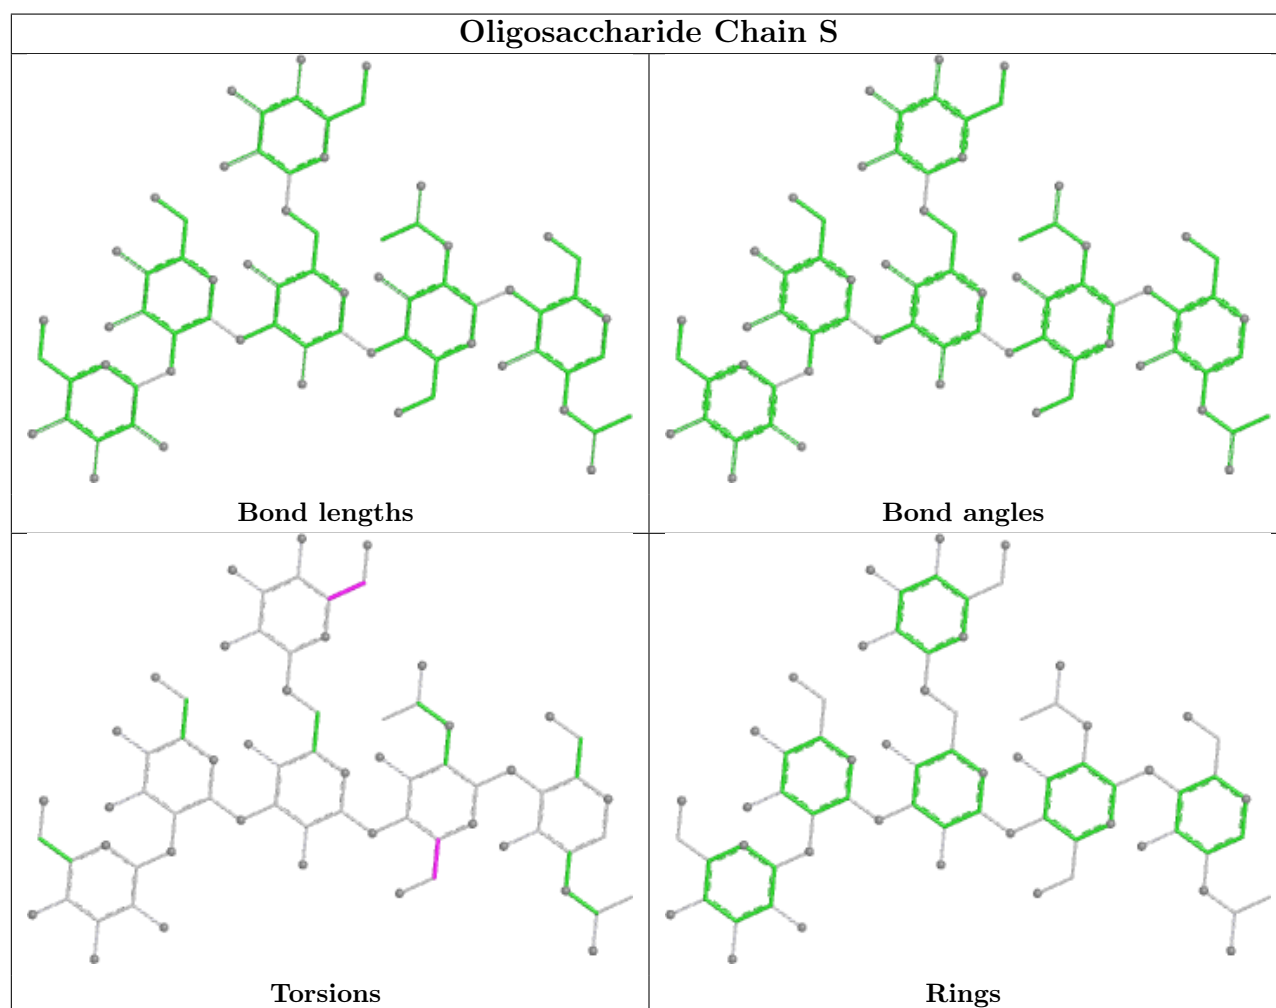 Oligosaccharide Chain S
Bond lengths
Bond angles
Torsions
Rings